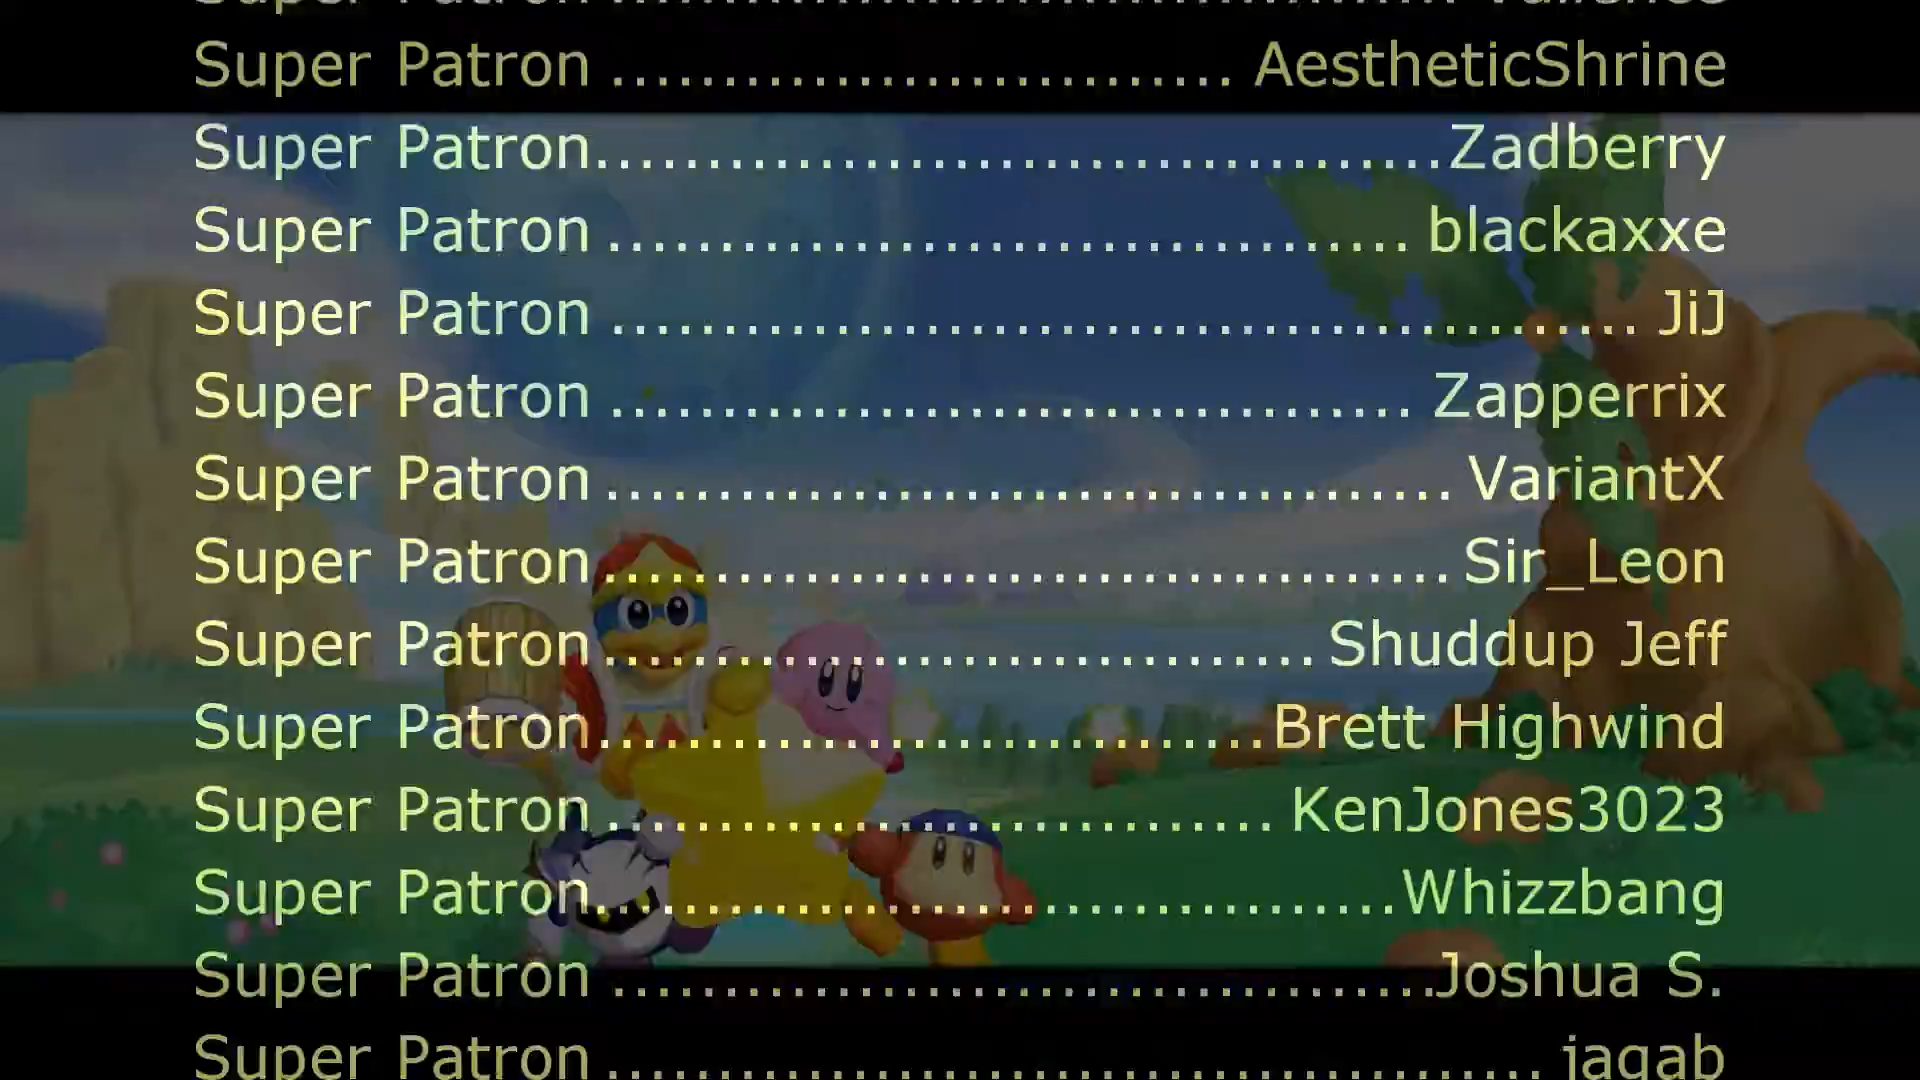 Super Patron ............................ AestheticShrine
Super Patron......................................Zadberry
Super Patron .................................... blackaxxe
Super Patron .............................................. JiJ
Super Patron .................................... Zapperrix
Super Patron ...................................... VariantX
Super Patron...................................... Sir_Leon
Super Patron................................ Shuddup Jeff
Super Patron..............................Brett Highwind
Super Patron .............................. KenJones3023
Super Patron....................................Whizzbang
Super Patron .....................................Joshua S.
Super Patron .......................................... jagab